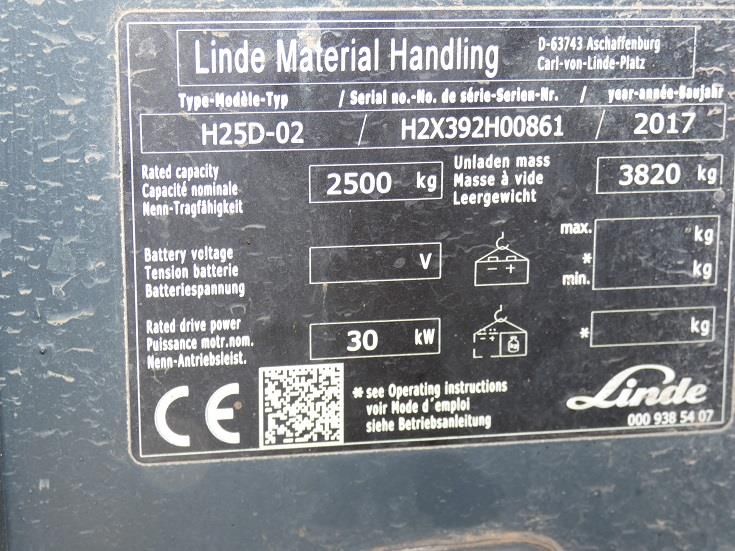 Linde Material Handling D-63743 Aschaffenburg
Carl-von-Linde-Platz
Type-Modèle-Typ / Serial no.-No. de série-Serien-Nr. / year-année-Baujahr
H25D-02 / H2X392H00861 / 2017
Rated capacity
Capacité nominale
Nenn-Tragfähigkeit
2500 kg
Unladen mass
Masse à vide
Leergewicht
3820 kg
Battery voltage
Tension batterie
Batteriespannung
V
- +
max. kg
*
min. kg
Rated drive power
Puissance motr.nom.
Nenn-Antriebsleist.
30 kW
kg
* kg
CE
* see Operating instructions
voir Mode d'emploi
siehe Betriebsanleitung
Linde
000 938 54 07